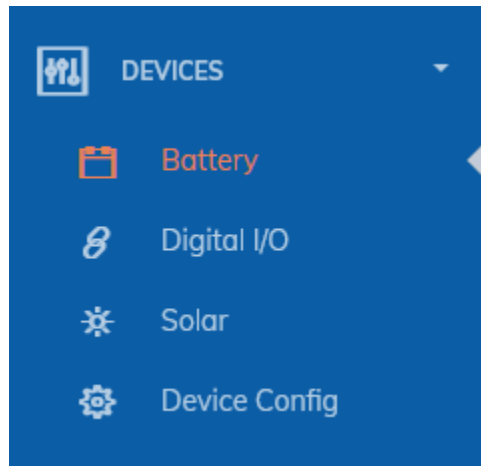 DEVICES
Battery
Digital I/O
Solar
Device Config